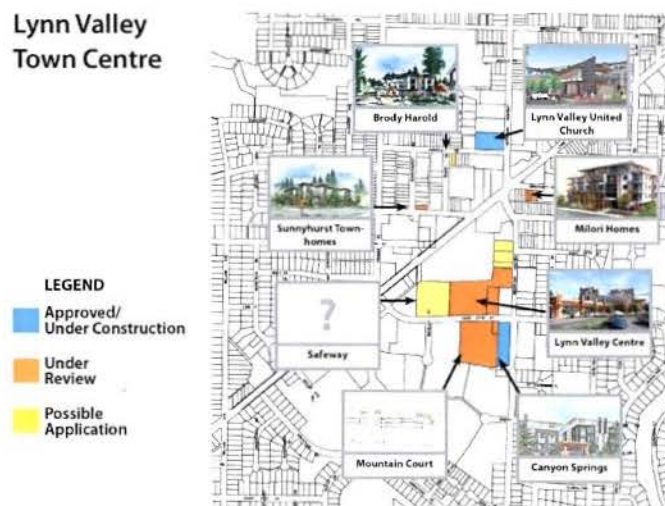 Lynn Valley
Town Centre
Brody Harold
Lynn Valley United
Church
Sunnyhurst Town-
homes
Milori Homes
LEGEND
Approved/
Under Construction
Under
Review
Possible
Application
?
Safeway
Lynn Valley Centre
Mountain Court
Canyon Springs